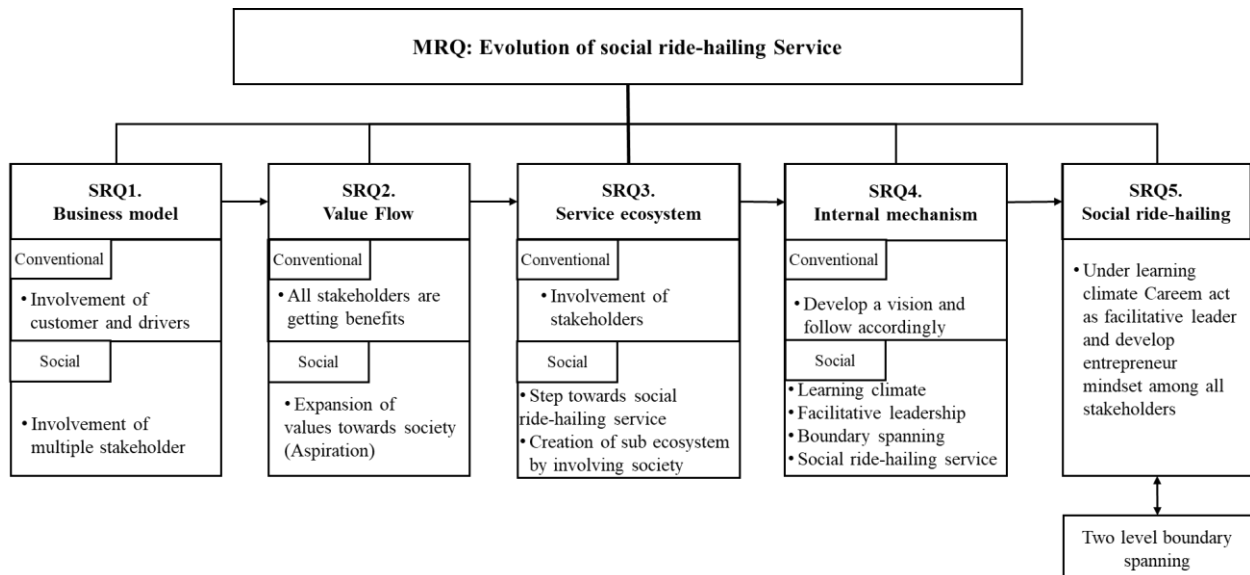 MRQ: Evolution of social ride-hailing Service
SRQ1.
Business model
Conventional
• Involvement of
customer and drivers
Social
• Involvement of
multiple stakeholder
SRQ2.
Value Flow
Conventional
• All stakeholders are
getting benefits
Social
• Expansion of
values towards society
(Aspiration)
SRQ3.
Service ecosystem
Conventional
• Involvement of
stakeholders
Social
• Step towards social
ride-hailing service
• Creation of sub ecosystem
by involving society
SRQ4.
Internal mechanism
Conventional
• Develop a vision and
follow accordingly
Social
• Learning climate
• Facilitative leadership
• Boundary spanning
• Social ride-hailing service
SRQ5.
Social ride-hailing
• Under learning
climate Careem act
as facilitative leader
and develop
entrepreneur
mindset among all
stakeholders
Two level boundary
spanning